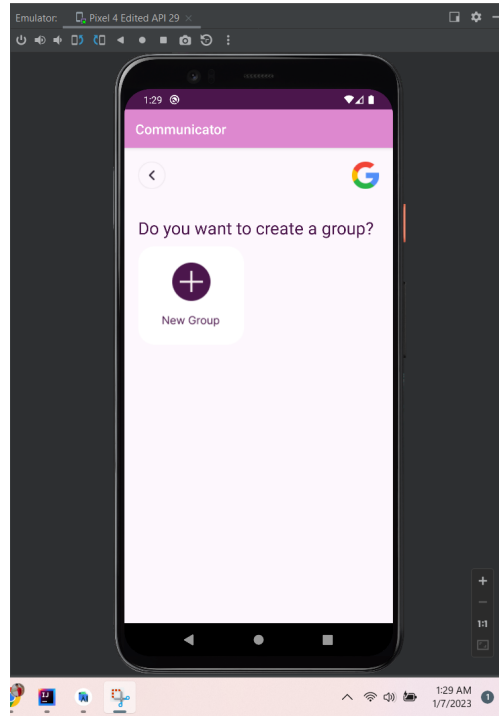 Emulator: Pixel 4 Edited API 29
1:29
Communicator
G
Do you want to create a group?
New Group
1:1
1:29 AM
1/7/2023
1